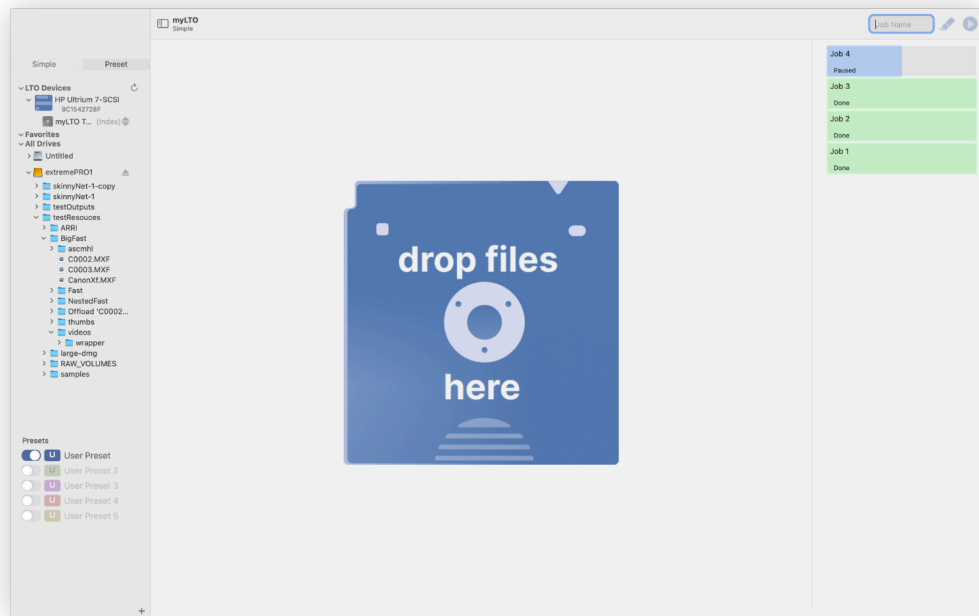 myLTO
Simple
Job Name
Simple
Preset
LTO Devices
HP Ultrium 7-SCSI
9C1542728F
myLTO T... (Index)
Favorites
All Drives
Untitled
extremePRO1
skinnyNet-1-copy
skinnyNet-1
testOutputs
testResouces
ARRI
BigFast
ascmhl
C0002.MXF
C0003.MXF
CanonXf.MXF
Fast
NestedFast
Offload 'C0002...
thumbs
videos
wrapper
large-dmg
RAW_VOLUMES
samples
Presets
U User Preset
U User Preset 2
U User Preset 3
U User Preset 4
U User Preset 5
drop files
here
Job 4
Paused
Job 3
Done
Job 2
Done
Job 1
Done